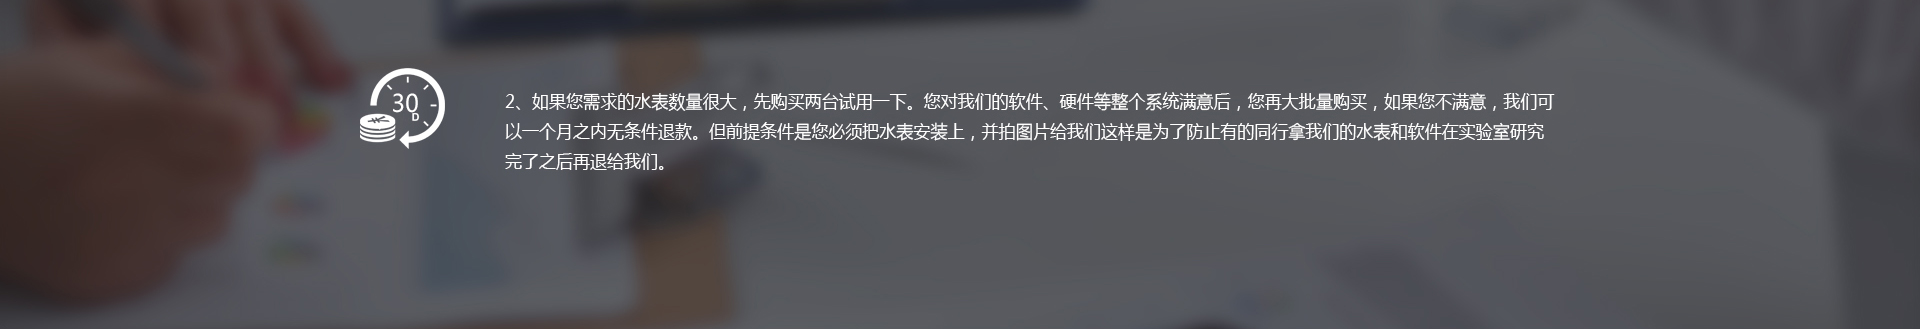 30
D
2、如果您需求的水表数量很大，先购买两台试用一下。您对我们的软件、硬件等整个系统满意后，您再大批量购买，如果您不满意，我们可
以一个月之内无条件退款。但前提条件是您必须把水表安装上，并拍图片给我们这样是为了防止有的同行拿我们的水表和软件在实验室研究
完了之后再退给我们。